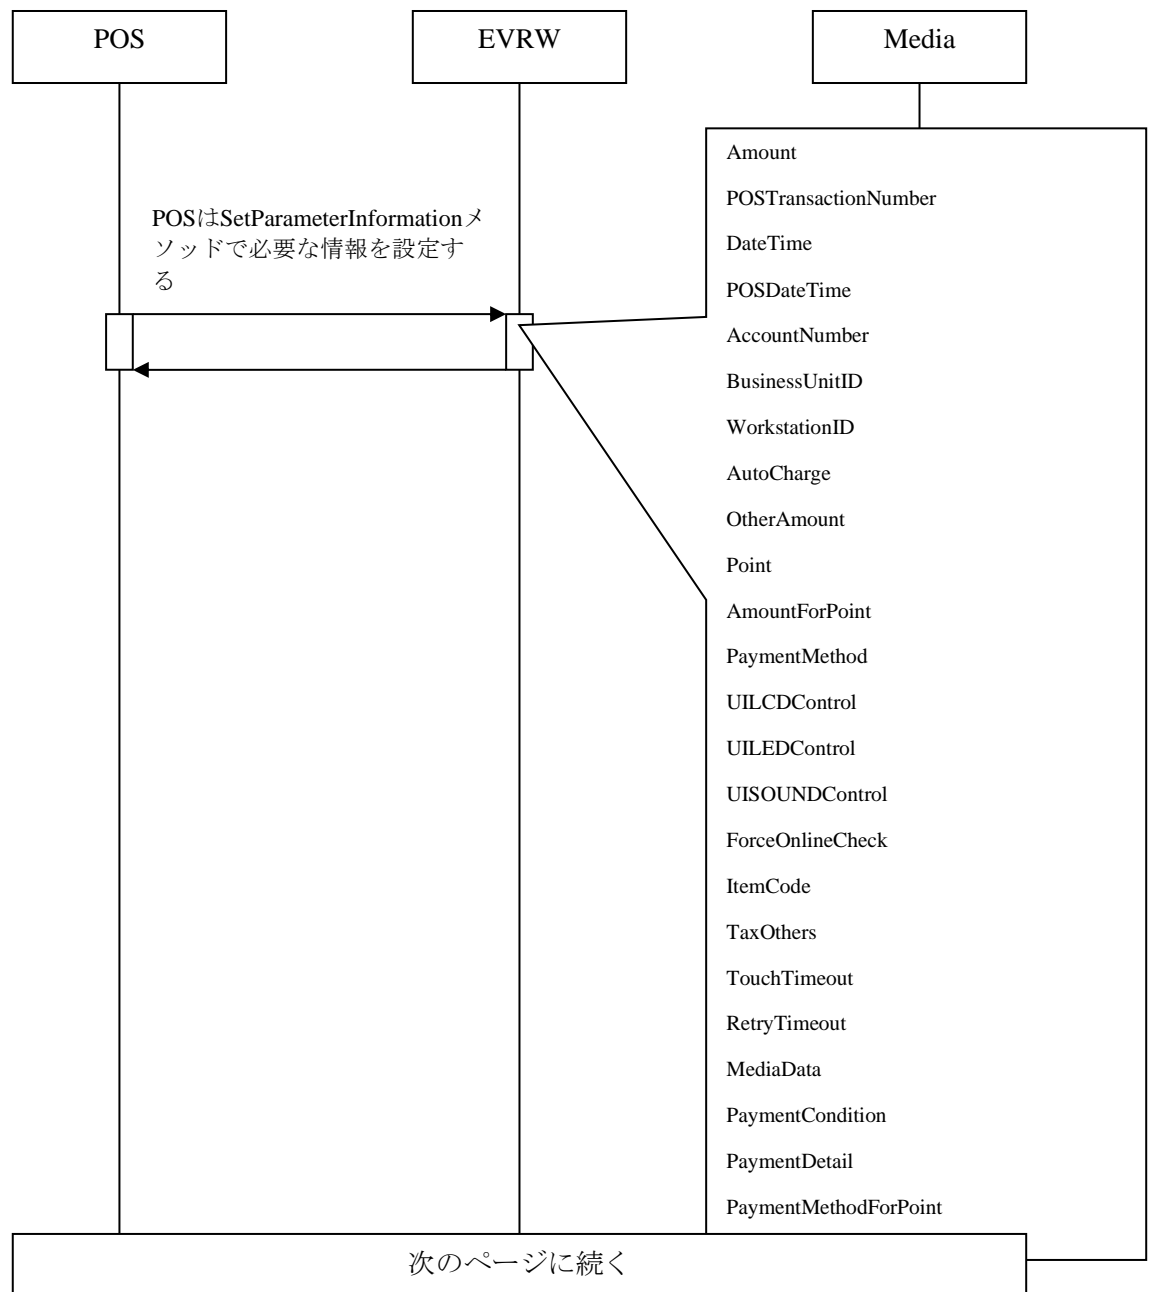 POS
EVRW
Media
POSはSetParameterInformationメ
ソッドで必要な情報を設定す
る
Amount
POSTransactionNumber
DateTime
POSDateTime
AccountNumber
BusinessUnitID
WorkstationID
AutoCharge
OtherAmount
Point
AmountForPoint
PaymentMethod
UILCDControl
UILEDControl
UISOUNDControl
ForceOnlineCheck
ItemCode
TaxOthers
TouchTimeout
RetryTimeout
MediaData
PaymentCondition
PaymentDetail
PaymentMethodForPoint
次のページに続く